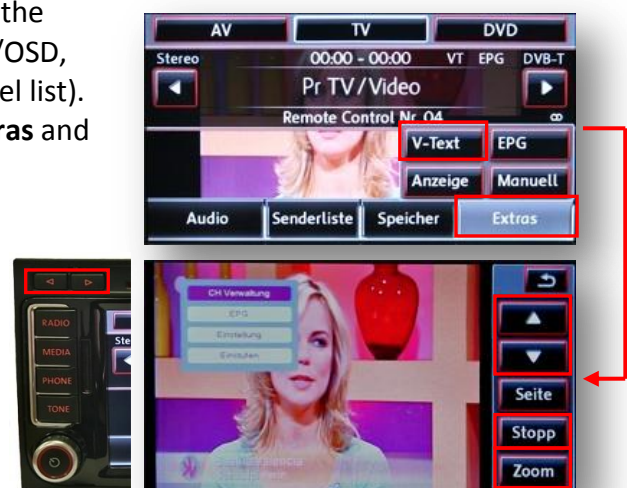 the
/OSD,
el list).
ras and
AV TV DVD
Stereo 00:00 - 00:00 VT EPG DVB-T
Pr TV/Video
Remote Control Nr. 04
V-Text EPG
Anzeige Manuell
Audio Senderliste Speicher Extras
RADIO
MEDIA
PHONE
TONE
Ste
CH Verwaltung
EPG
Einstellung
Seite
Stopp
Zoom